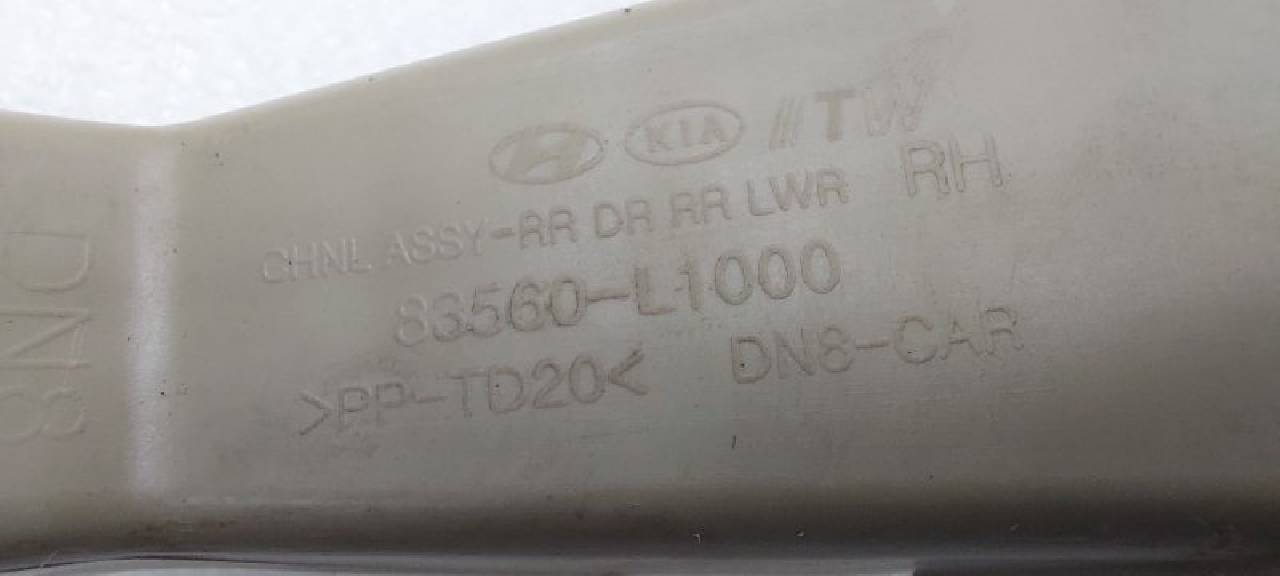 KIA ///TW
CHNL ASSY-RR DR RR LWR RH
83560-L1000
>PP-TD20< DN8-CAR
DN8